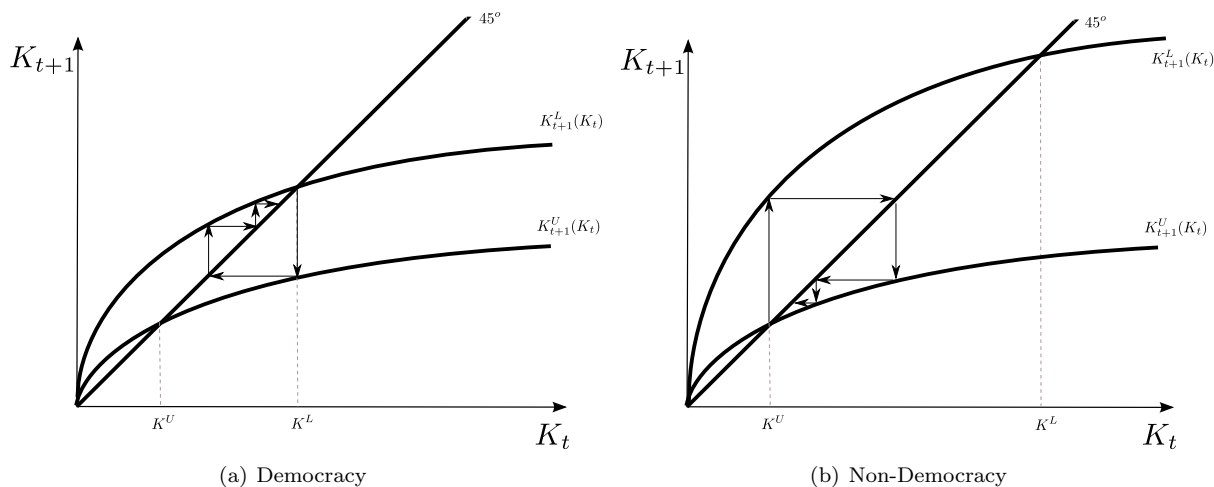 45°
K_{t+1}
K^L_{t+1}(K_t)
K^U_{t+1}(K_t)
K^U
K^L
K_t
(a) Democracy
45°
K_{t+1}
K^L_{t+1}(K_t)
K^U_{t+1}(K_t)
K^U
K^L
K_t
(b) Non-Democracy